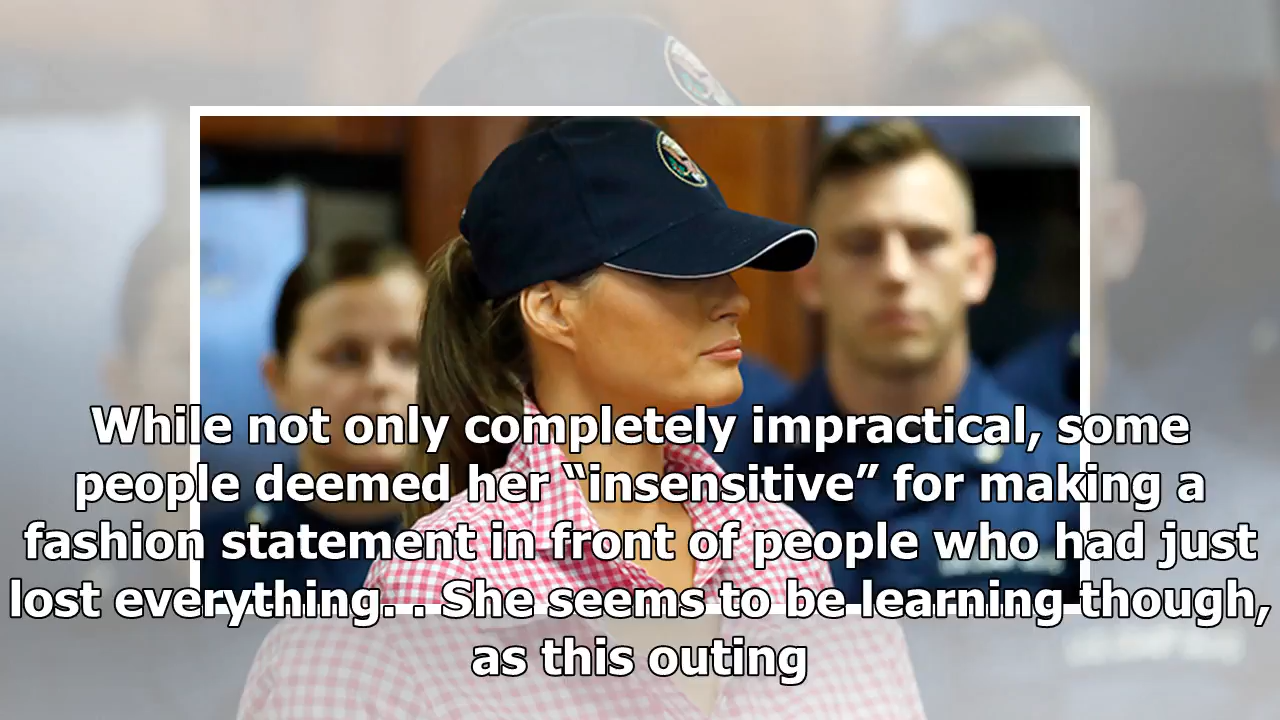 While not only completely impractical, some
people deemed her “insensitive” for making a
fashion statement in front of people who had just
lost everything. . . She seems to be learning though,
as this outing